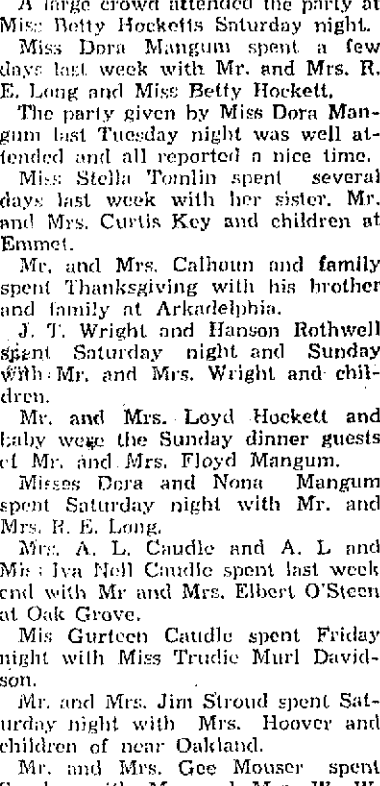 A large crowd attended the party at
Miss Betty Hocketts Saturday night.
Miss Dora Mangum spent a few
days last week with Mr. and Mrs. R.
E. Long and Miss Betty Hockett.
The party given by Miss Dora Man-
gum last Tuesday night was well at-
tended and all reported a nice time.
Miss Stella Tomlin spent several
days last week with her sister. Mr.
and Mrs. Curtis Key and children at
Emmet.
Mr. and Mrs. Calhoun and family
spent Thanksgiving with his brother
and family at Arkadelphia.
J. T. Wright and Hanson Rothwell
spent Saturday night and Sunday
with Mr. and Mrs. Wright and chil-
dren.
Mr. and Mrs. Loyd Hockett and
baby were the Sunday dinner guests
of Mr. and Mrs. Floyd Mangum.
Misses Dora and Nona Mangum
spent Saturday night with Mr. and
Mrs. R. E. Long.
Mrs. A. L. Caudle and A. L and
Miss Iva Nell Caudle spent last week
end with Mr and Mrs. Elbert O'Steen
at Oak Grove.
Mis Gurteen Caudle spent Friday
night with Miss Trudie Murl David-
son.
Mr. and Mrs. Jim Stroud spent Sat-
urday night with Mrs. Hoover and
children of near Oakland.
Mr. and Mrs. Gee Mouser spent